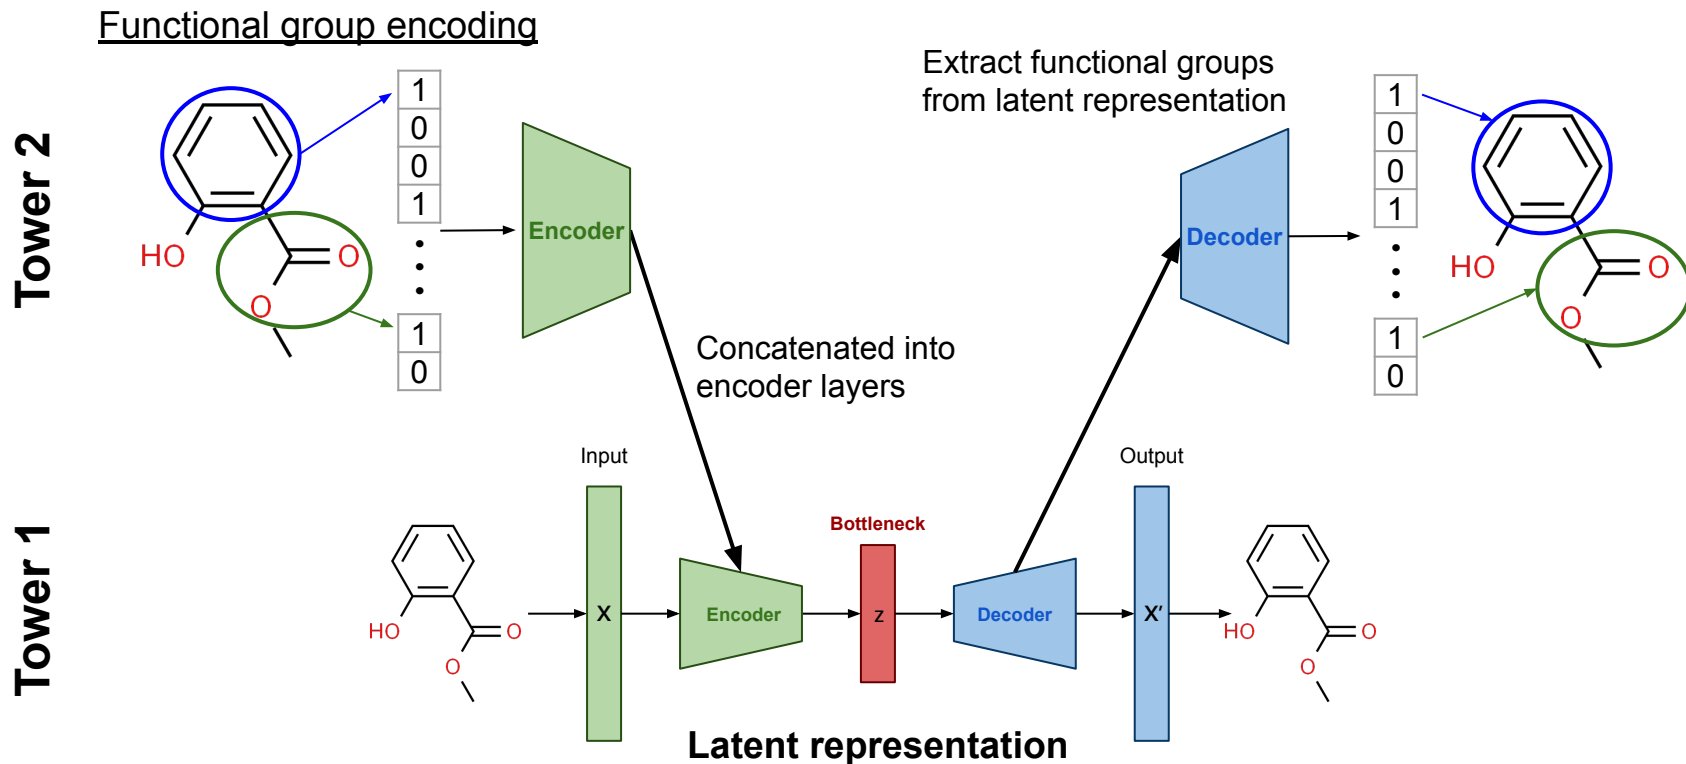 Functional group encoding
Tower 2
HO
O
O
1
0
0
1
1
0
Encoder
Concatenated into
encoder layers
Extract functional groups
from latent representation
Decoder
1
0
0
1
1
0
HO
O
O
Tower 1
HO
O
O
Input
X
Encoder
Bottleneck
z
Decoder
Output
X'
HO
O
O
Latent representation